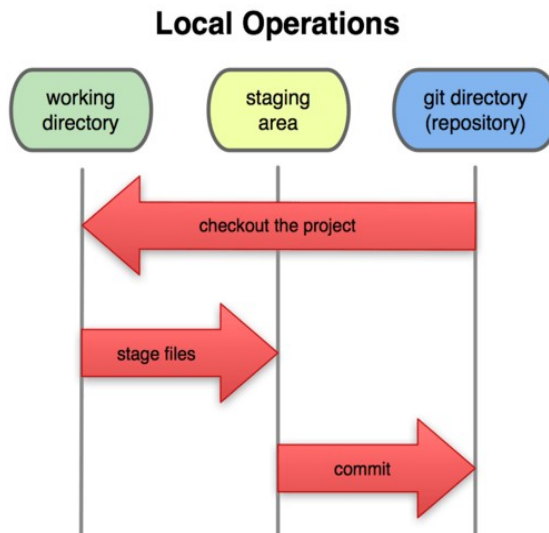 Local Operations
working
directory
staging
area
git directory
(repository)
checkout the project
stage files
commit